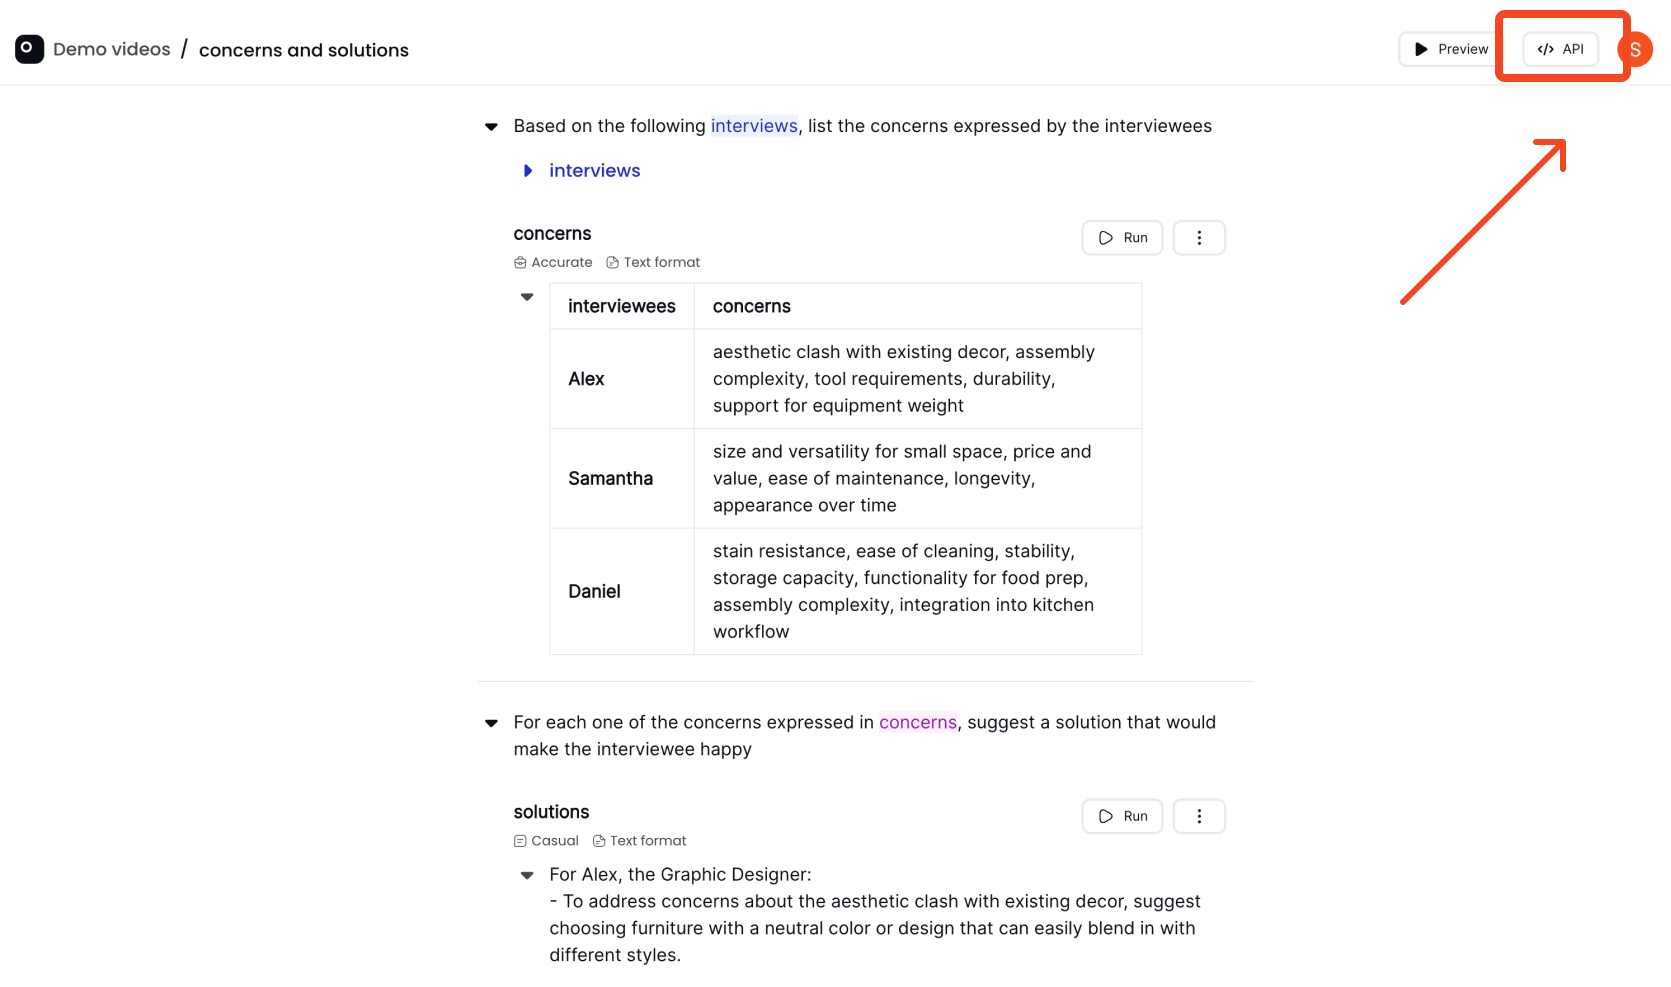 Demo videos / concerns and solutions
Preview
</> API
S
Based on the following interviews, list the concerns expressed by the interviewees
interviews
concerns
Run
Accurate Text format
interviewees concerns
Alex
aesthetic clash with existing decor, assembly
complexity, tool requirements, durability,
support for equipment weight
Samantha
size and versatility for small space, price and
value, ease of maintenance, longevity,
appearance over time
Daniel
stain resistance, ease of cleaning, stability,
storage capacity, functionality for food prep,
assembly complexity, integration into kitchen
workflow
For each one of the concerns expressed in concerns, suggest a solution that would
make the interviewee happy
solutions
Run
Casual Text format
For Alex, the Graphic Designer:
- To address concerns about the aesthetic clash with existing decor, suggest
choosing furniture with a neutral color or design that can easily blend in with
different styles.